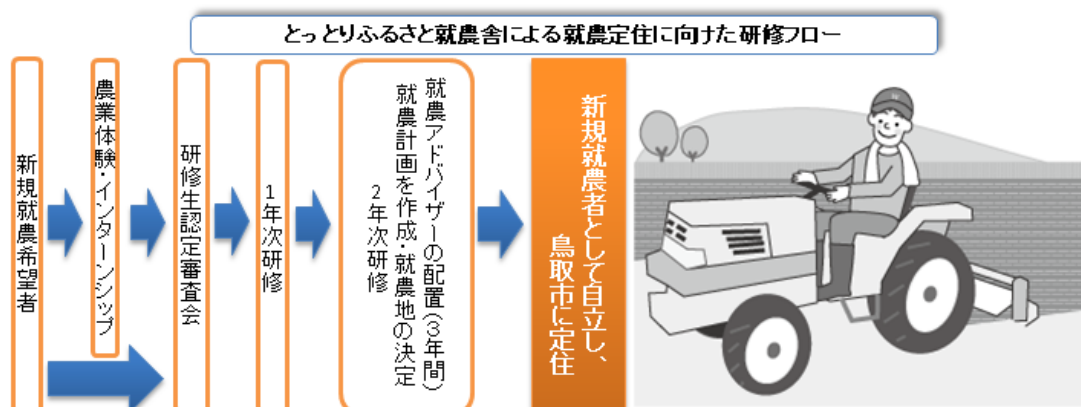 とっとりふるさと就農舎による就農定住に向けた研修フロー
新規就農希望者
農業体験・インターンシップ
研修生認定審査会
1年次研修
就農アドバイザーの配置(3年間)
就農計画を作成・就農地の決定
2年次研修
新規就農者として自立し、
鳥取市に定住